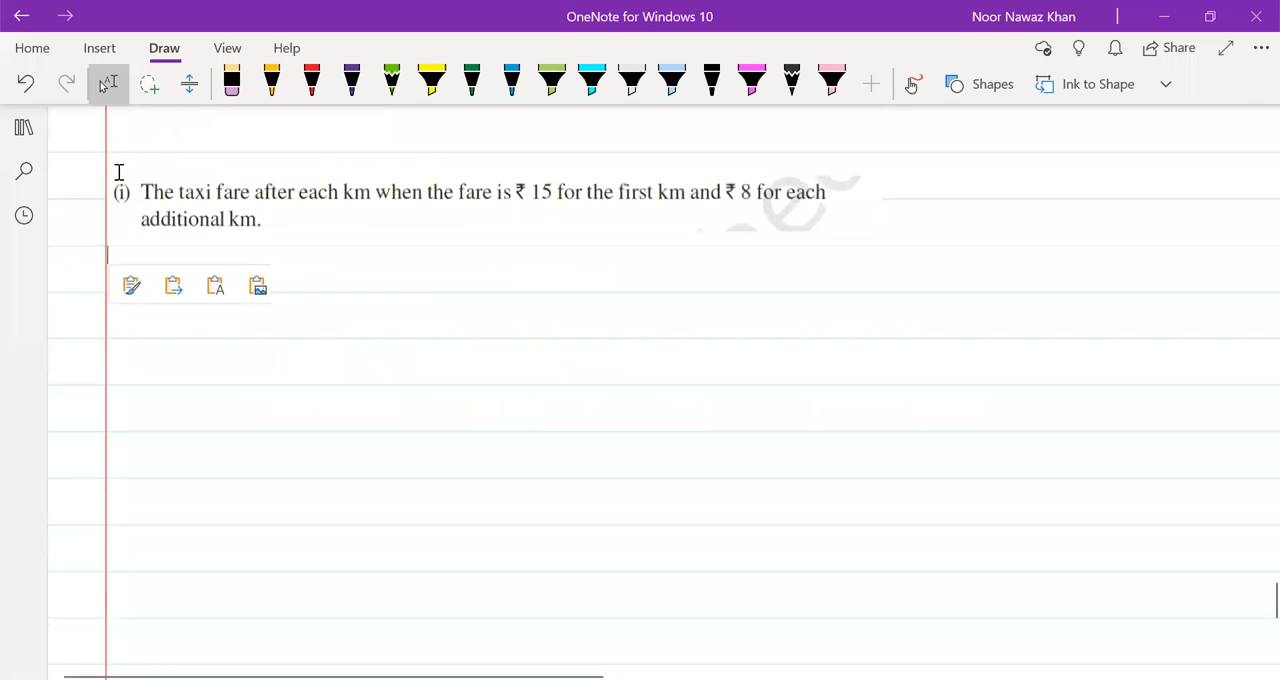 OneNote for Windows 10
Noor Nawaz Khan
Home Insert Draw View Help
Share
Shapes
Ink to Shape
(i) The taxi fare after each km when the fare is ₹ 15 for the first km and ₹ 8 for each
additional km.